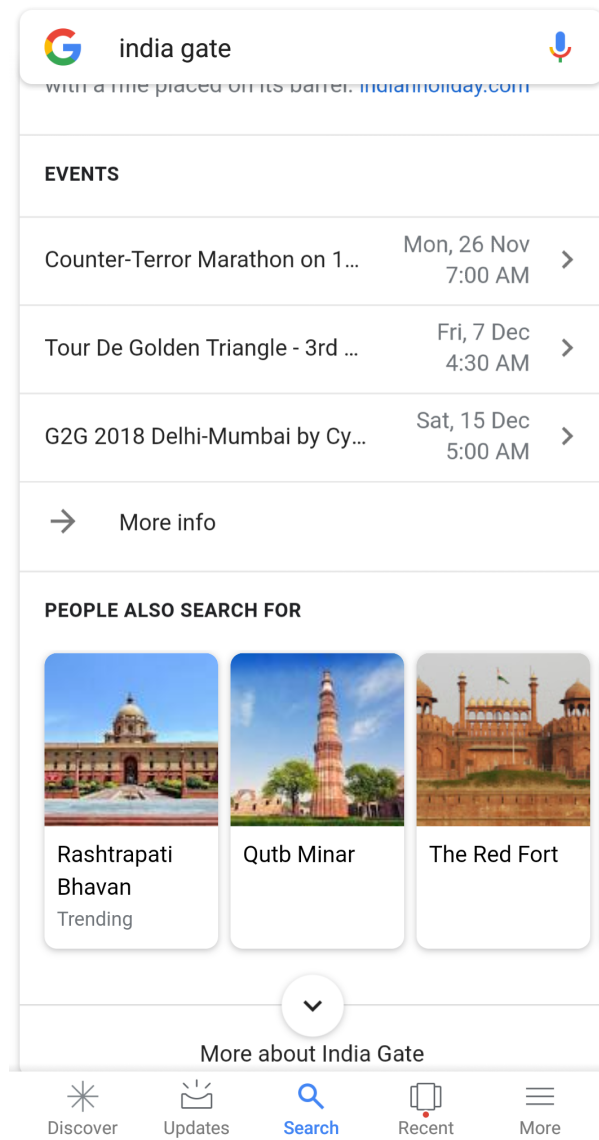 india gate
with a rifle placed on its barrel. indianholiday.com
EVENTS
Counter-Terror Marathon on 1...
Mon, 26 Nov
7:00 AM
Tour De Golden Triangle - 3rd ...
Fri, 7 Dec
4:30 AM
G2G 2018 Delhi-Mumbai by Cy...
Sat, 15 Dec
5:00 AM
More info
PEOPLE ALSO SEARCH FOR
Rashtrapati
Bhavan
Trending
Qutb Minar
The Red Fort
More about India Gate
Discover
Updates
Search
Recent
More